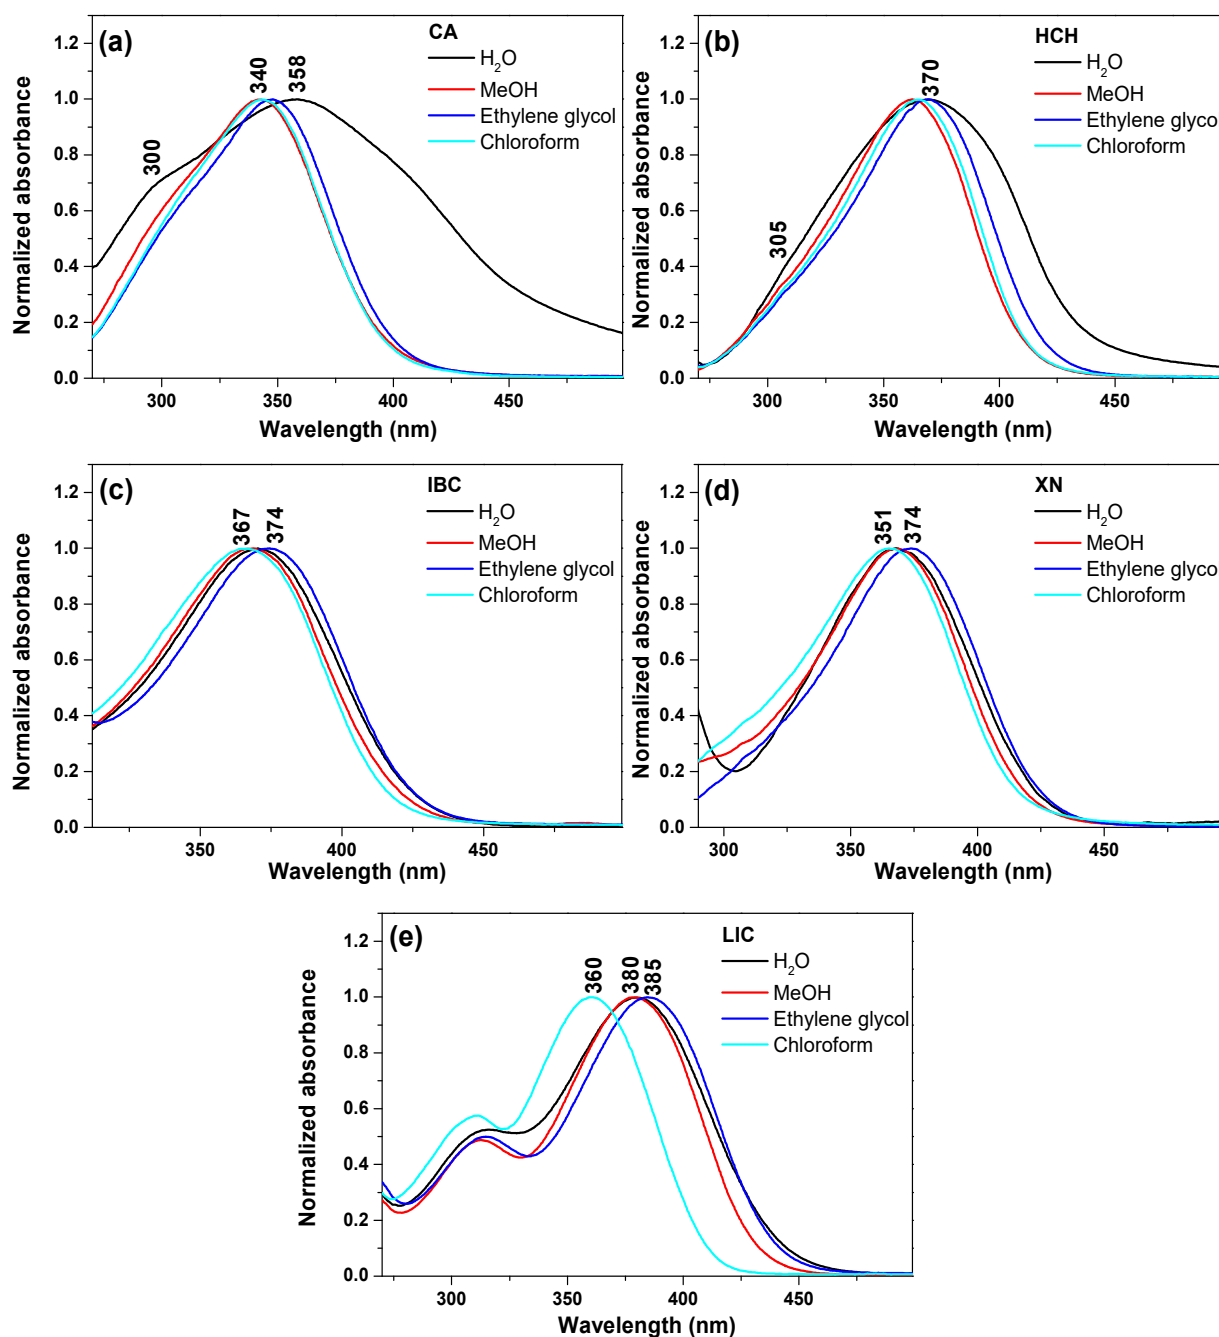 (a)
CA
H₂O
MeOH
Ethylene glycol
Chloroform
300
340
358
1.2
1.0
0.8
0.6
0.4
0.2
0.0
Normalized absorbance
300
350
400
450
Wavelength (nm)
(b)
HCH
H₂O
MeOH
Ethylene glycol
Chloroform
305
370
1.2
1.0
0.8
0.6
0.4
0.2
0.0
Normalized absorbance
300
350
400
450
Wavelength (nm)
(c)
IBC
H₂O
MeOH
Ethylene glycol
Chloroform
367
374
1.2
1.0
0.8
0.6
0.4
0.2
0.0
Normalized absorbance
350
400
450
Wavelength (nm)
(d)
XN
H₂O
MeOH
Ethylene glycol
Chloroform
351
374
1.2
1.0
0.8
0.6
0.4
0.2
0.0
Normalized absorbance
300
350
400
450
Wavelength (nm)
(e)
LIC
H₂O
MeOH
Ethylene glycol
Chloroform
360
380
385
1.2
1.0
0.8
0.6
0.4
0.2
0.0
Normalized absorbance
300
350
400
450
Wavelength (nm)